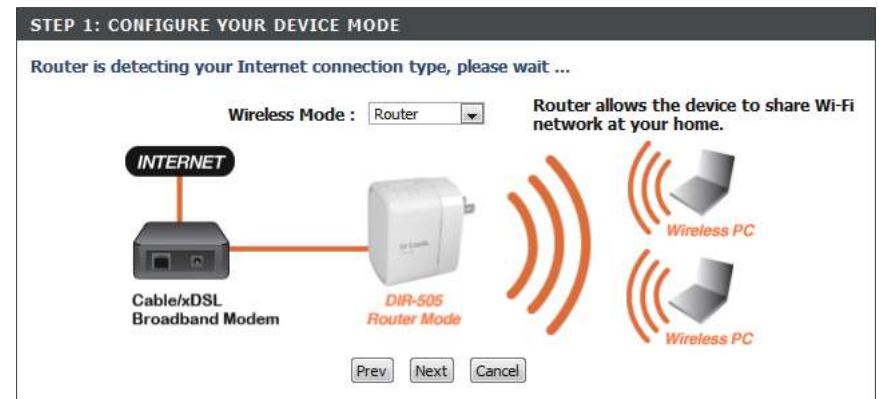 STEP 1: CONFIGURE YOUR DEVICE MODE
Router is detecting your Internet connection type, please wait ...
Wireless Mode : Router
Router allows the device to share Wi-Fi
network at your home.
INTERNET
Wireless PC
D-Link
Cable/xDSL
Broadband Modem
DIR-505
Router Mode
Wireless PC
Prev Next Cancel